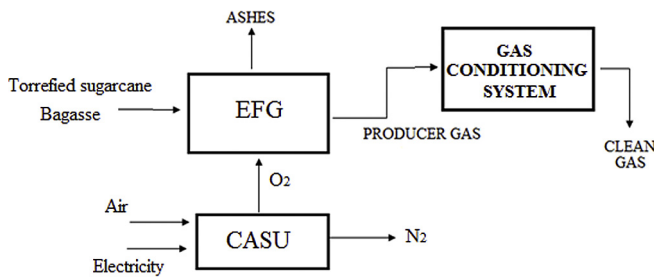 ASHES
GAS
CONDITIONING
SYSTEM
Torrefied sugarcane
Bagasse
EFG
PRODUCER GAS
CLEAN
GAS
O2
Air
CASU
N2
Electricity